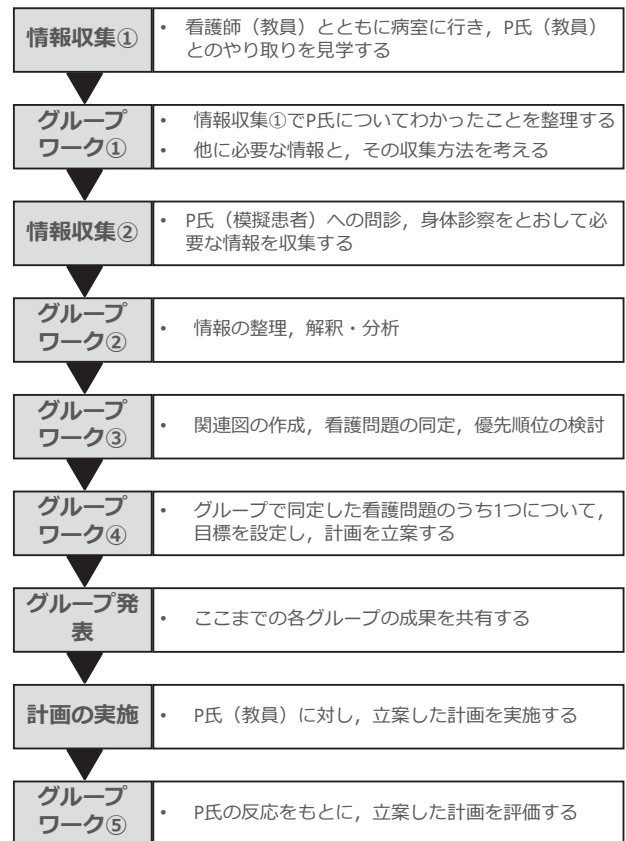 情報収集①
• 看護師（教員）とともに病室に行き，P氏（教員）
とのやり取りを見学する
グループ
ワーク①
• 情報収集①でP氏についてわかったことを整理する
• 他に必要な情報と，その収集方法を考える
情報収集②
• P氏（模擬患者）への問診，身体診察をとおして必
要な情報を収集する
グループ
ワーク②
• 情報の整理，解釈・分析
グループ
ワーク③
• 関連図の作成，看護問題の同定，優先順位の検討
グループ
ワーク④
• グループで同定した看護問題のうち1つについて，
目標を設定し，計画を立案する
グループ発
表
• ここまでの各グループの成果を共有する
計画の実施
• P氏（教員）に対し，立案した計画を実施する
グループ
ワーク⑤
• P氏の反応をもとに，立案した計画を評価する